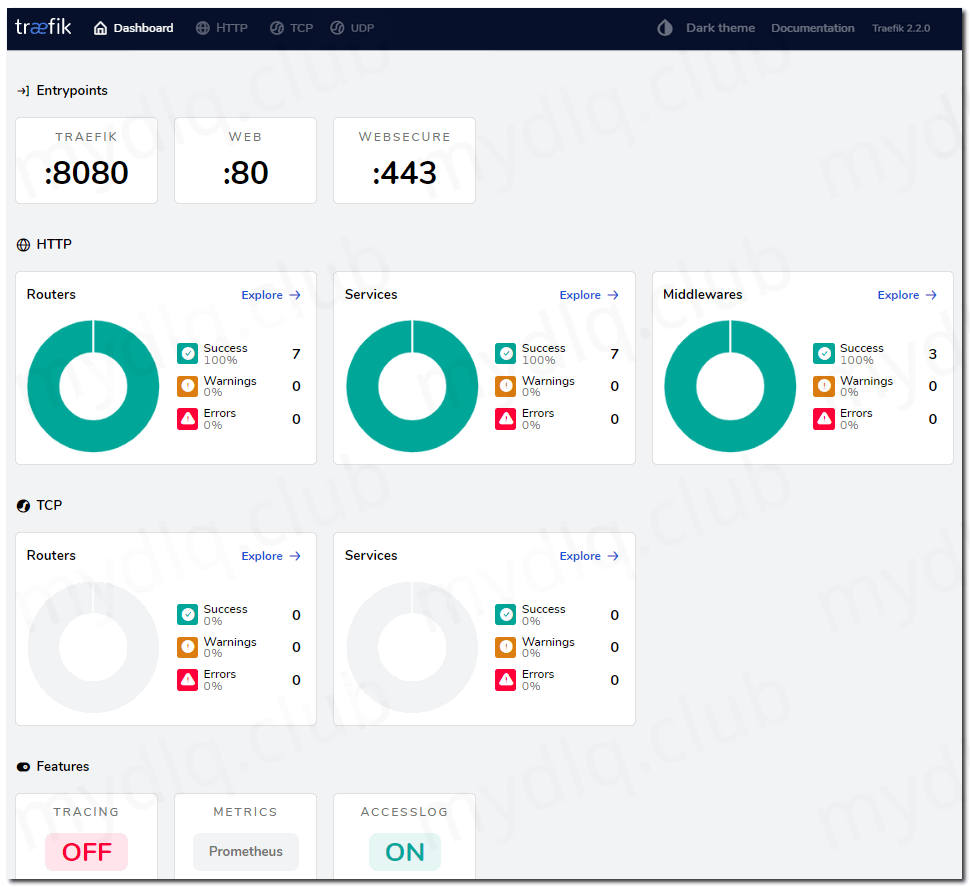 træfik Dashboard HTTP TCP UDP Dark theme Documentation Traefik 2.2.0
Entrypoints
TRAEFIK WEB WEBSECURE
:8080 :80 :443
HTTP
Routers Explore → Services Explore → Middlewares Explore →
Success Success Success
100% 7 100% 7 100% 3
Warnings Warnings Warnings
0% 0 0% 0 0% 0
Errors Errors Errors
0% 0 0% 0 0% 0
TCP
Routers Explore → Services Explore →
Success Success
0% 0 0% 0
Warnings Warnings
0% 0 0% 0
Errors Errors
0% 0 0% 0
Features
TRACING METRICS ACCESSLOG
OFF Prometheus ON
mydlq.club